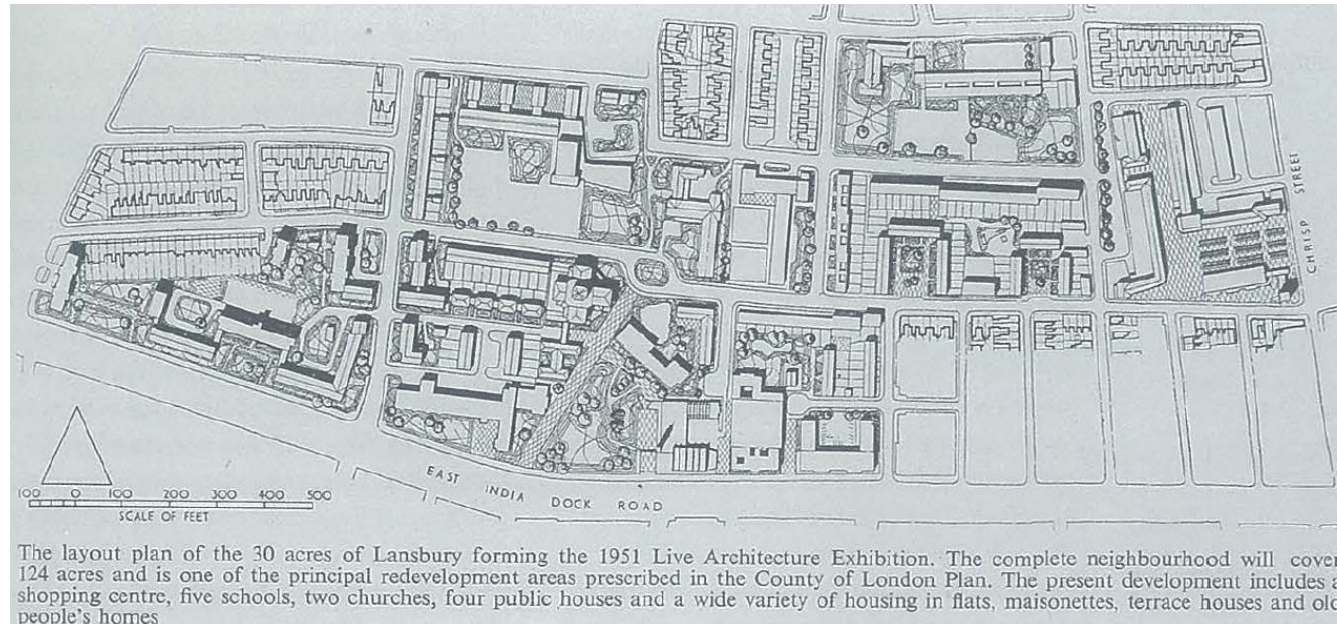 CHRISP STREET
EAST INDIA DOCK ROAD
100 0 100 200 300 400 500
SCALE OF FEET
The layout plan of the 30 acres of Lansbury forming the 1951 Live Architecture Exhibition. The complete neighbourhood will cover
124 acres and is one of the principal redevelopment areas prescribed in the County of London Plan. The present development includes a
shopping centre, five schools, two churches, four public houses and a wide variety of housing in flats, maisonettes, terrace houses and old
people's homes